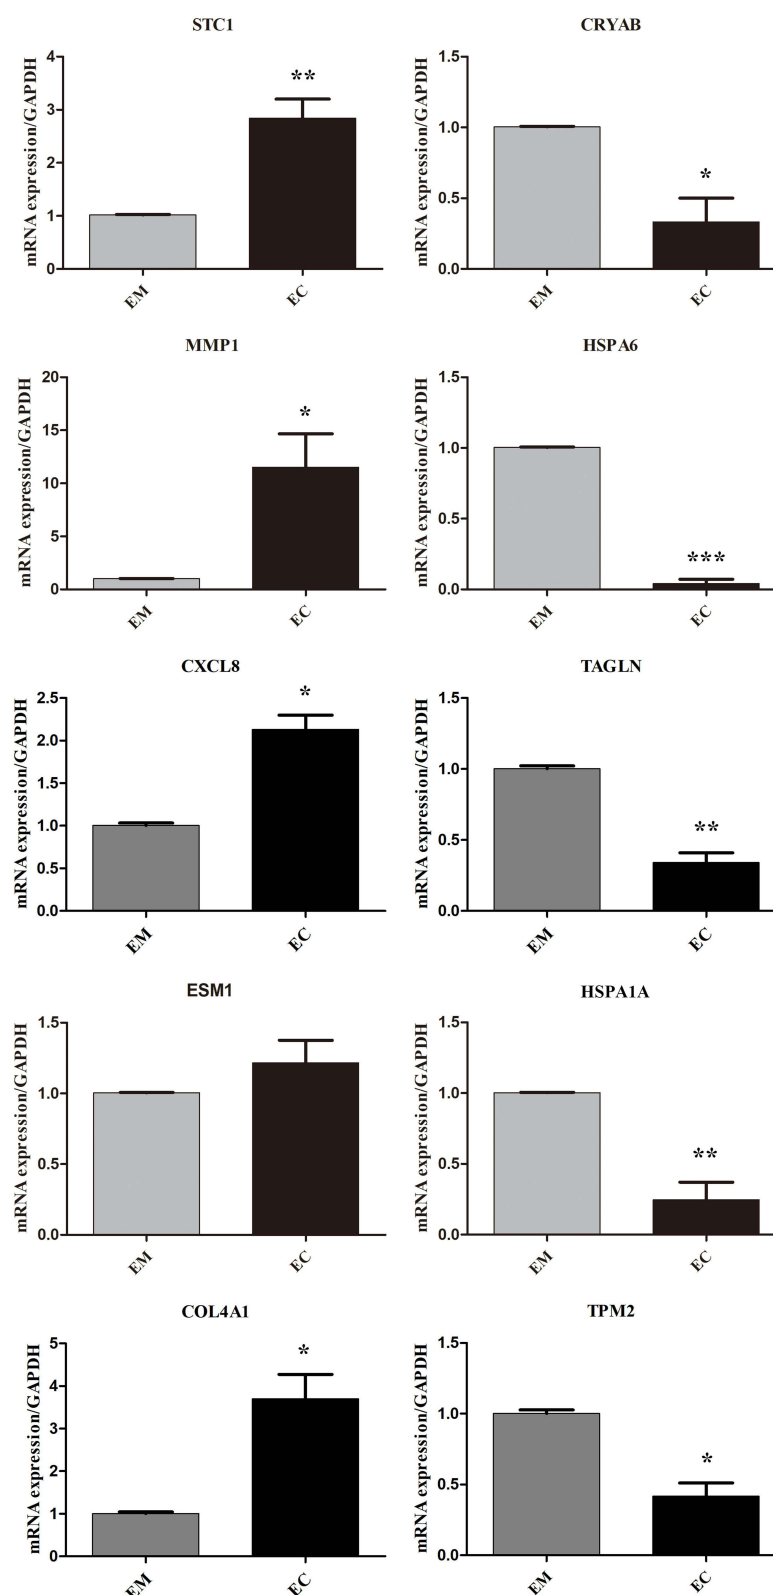 STC1
mRNA expression/GAPDH
4
3
2
1
0
**
EM
EC
CRYAB
mRNA expression/GAPDH
1.5
1.0
0.5
0.0
*
EM
EC
MMP1
mRNA expression/GAPDH
20
15
10
5
0
*
EM
EC
HSPA6
mRNA expression/GAPDH
1.5
1.0
0.5
0.0
***
EM
EC
CXCL8
mRNA expression/GAPDH
2.5
2.0
1.5
1.0
0.5
0.0
*
EM
EC
TAGLN
mRNA expression/GAPDH
1.5
1.0
0.5
0.0
**
EM
EC
ESM1
mRNA expression/GAPDH
1.5
1.0
0.5
0.0
EM
EC
HSPA1A
mRNA expression/GAPDH
1.5
1.0
0.5
0.0
**
EM
EC
COL4A1
mRNA expression/GAPDH
5
4
3
2
1
0
*
EM
EC
TPM2
mRNA expression/GAPDH
1.5
1.0
0.5
0.0
*
EM
EC